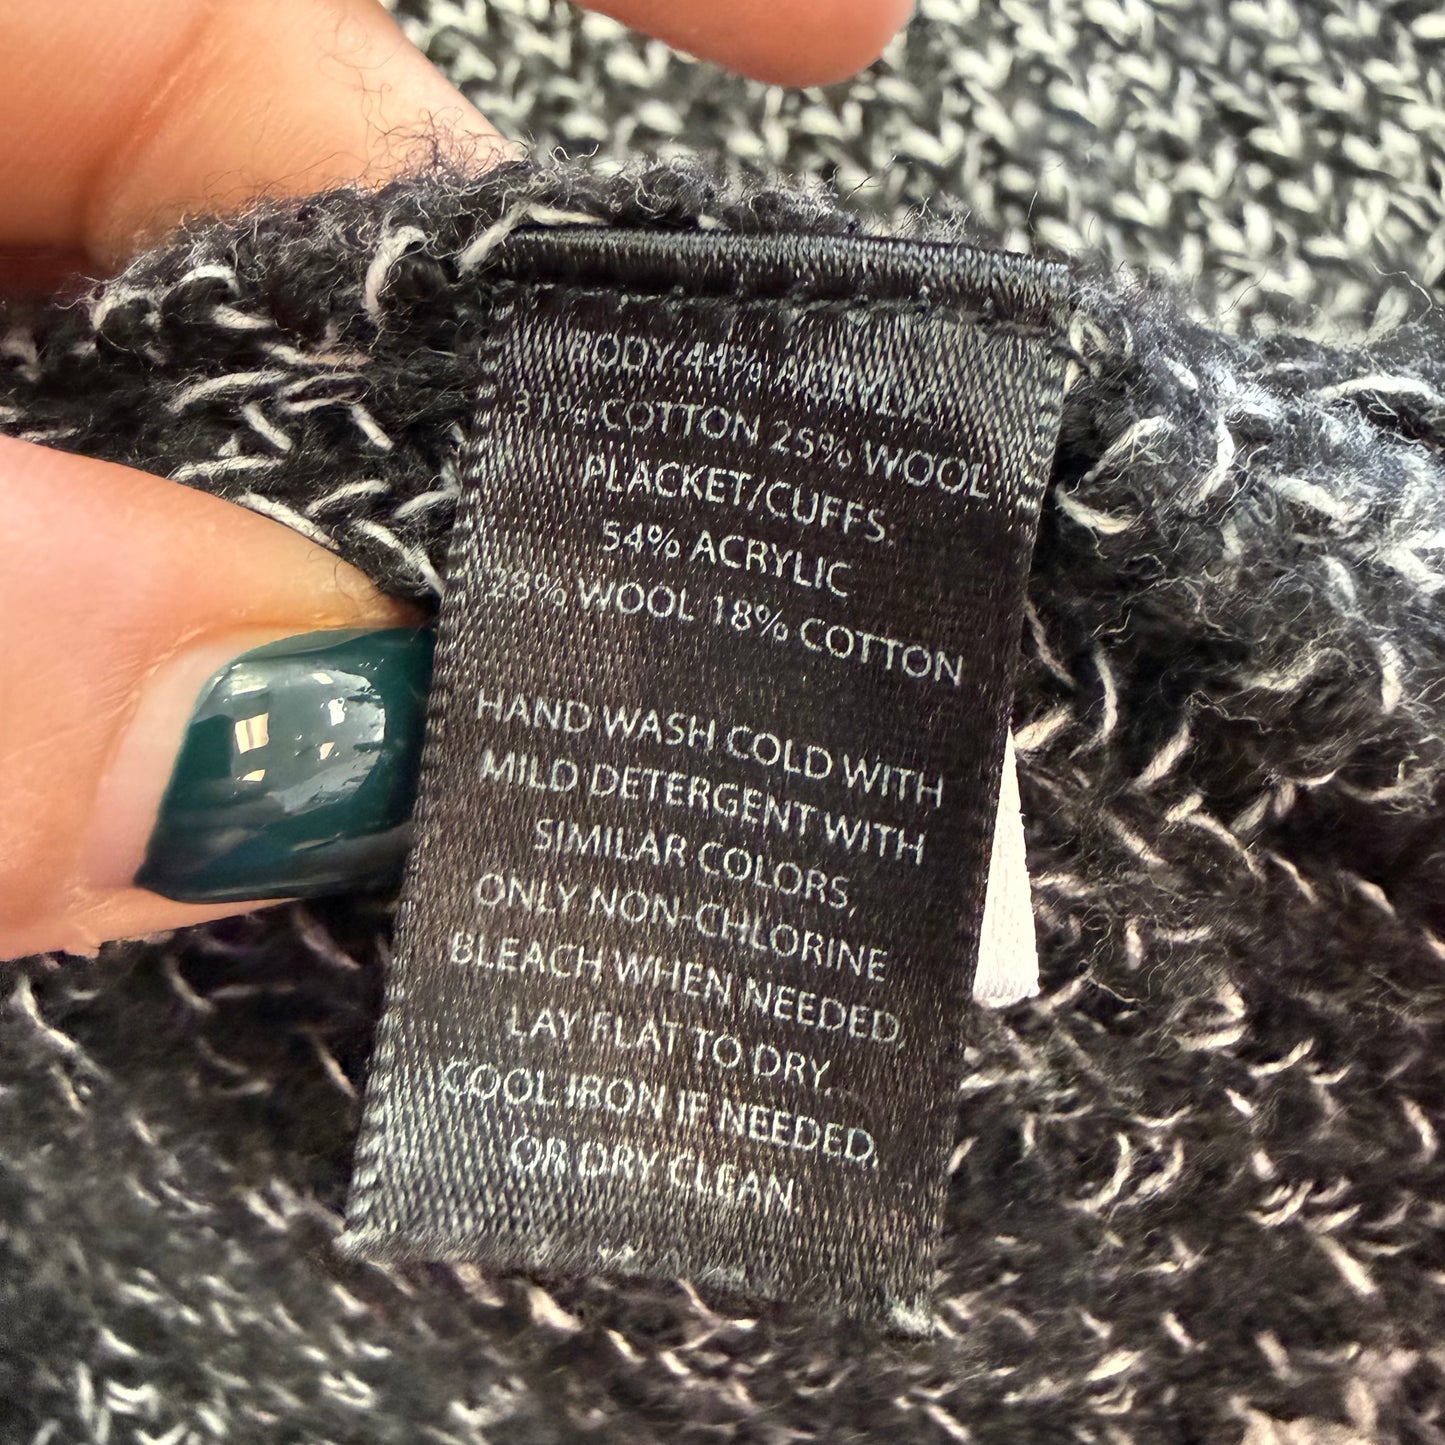 BODY: 44% ACRYLIC
31% COTTON 25% WOOL
PLACKET/CUFFS:
54% ACRYLIC
28% WOOL 18% COTTON
HAND WASH COLD WITH
MILD DETERGENT WITH
SIMILAR COLORS,
ONLY NON-CHLORINE
BLEACH WHEN NEEDED,
LAY FLAT TO DRY,
COOL IRON IF NEEDED,
OR DRY CLEAN.